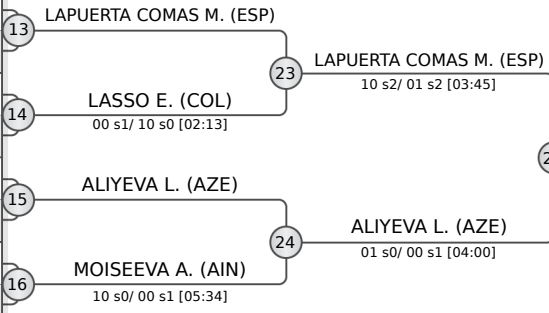 LAPUERTA COMAS M. (ESP)
13
23
LAPUERTA COMAS M. (ESP)
10 s2/ 01 s2 [03:45]
LASSO E. (COL)
14
00 s1/ 10 s0 [02:13]
2
ALIYEVA L. (AZE)
15
24
ALIYEVA L. (AZE)
01 s0/ 00 s1 [04:00]
MOISEEVA A. (AIN)
16
10 s0/ 00 s1 [05:34]